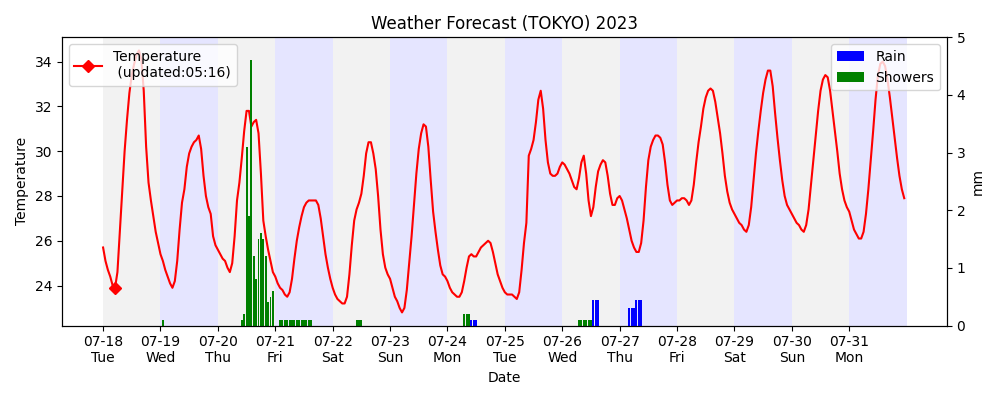 Weather Forecast (TOKYO) 2023
Temperature
(updated:05:16)
Rain
Showers
Temperature
34
32
30
28
26
24
5
4
3
2
1
0
mm
07-18 07-19 07-20 07-21 07-22 07-23 07-24 07-25 07-26 07-27 07-28 07-29 07-30 07-31
Tue Wed Thu Fri Sat Sun Mon Tue Wed Thu Fri Sat Sun Mon
Date